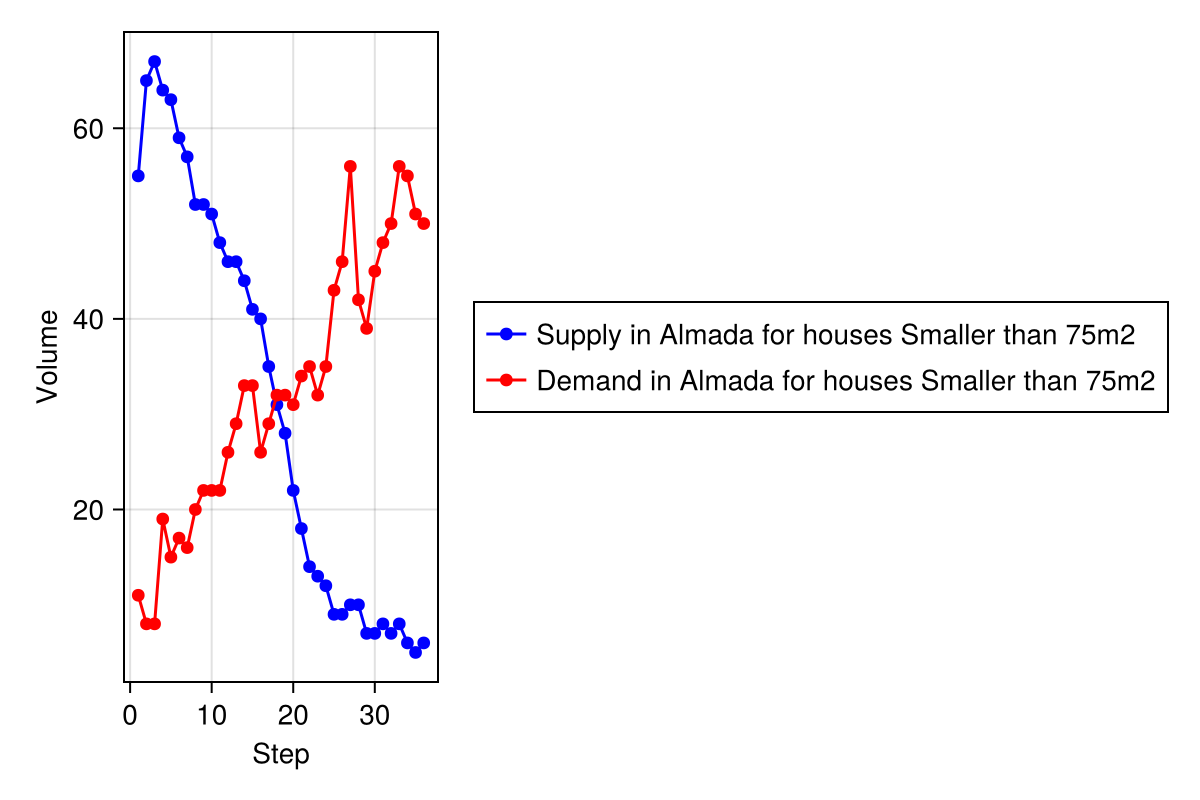 60
40
20
Volume
0 10 20 30
Step
Supply in Almada for houses Smaller than 75m2
Demand in Almada for houses Smaller than 75m2